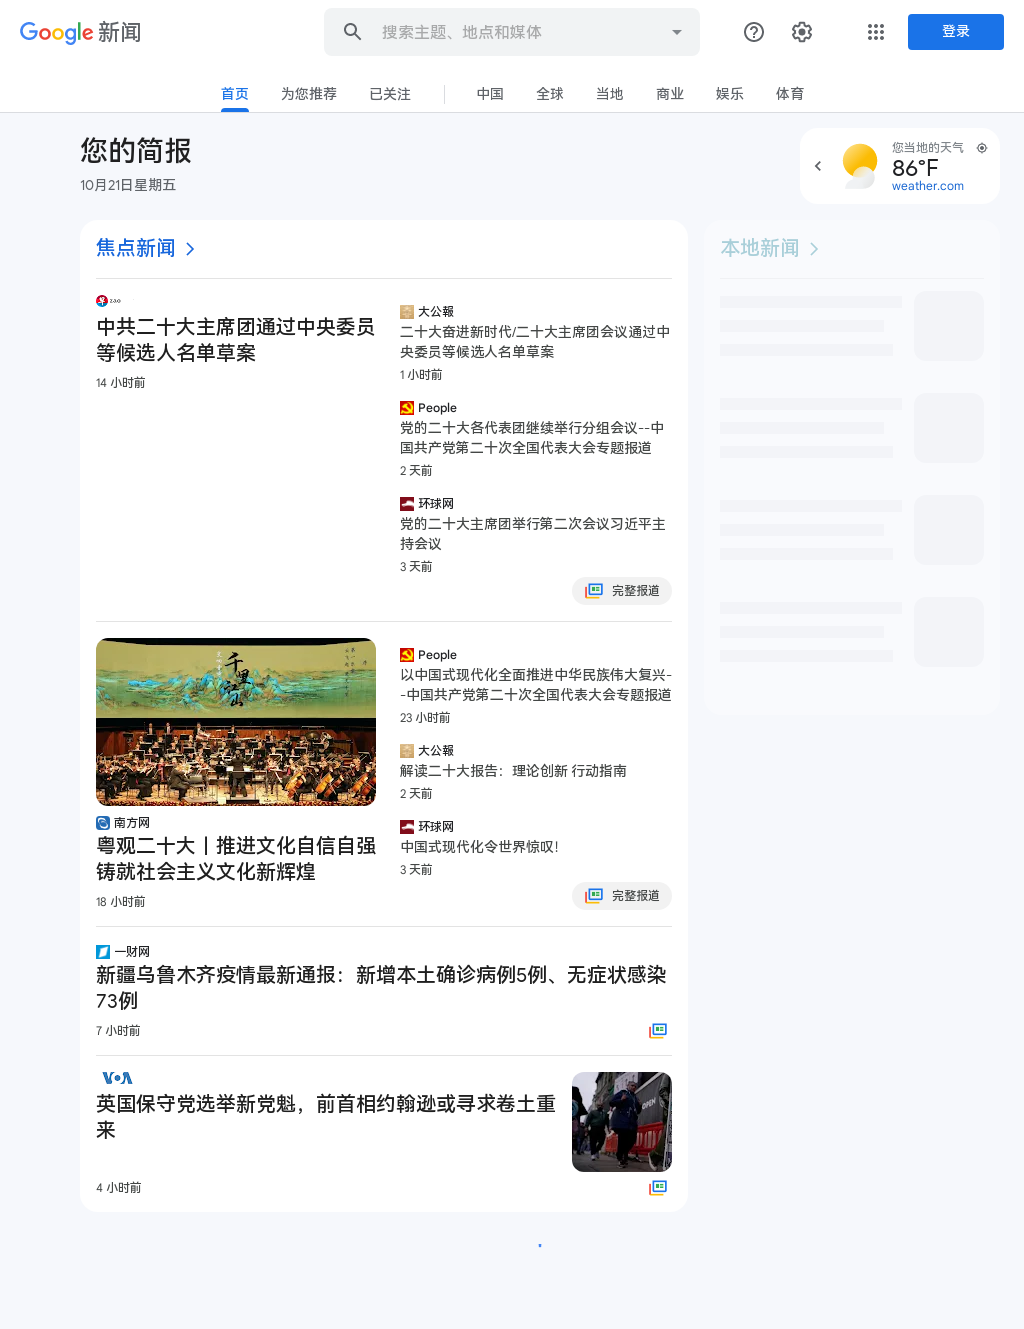 Google 新闻
搜索主题、地点和媒体
登录
首页
为您推荐
已关注
中国
全球
当地
商业
娱乐
体育
您的简报
10月21日星期五
您当地的天气
86°F
weather.com
焦点新闻
本地新闻
中共二十大主席团通过中央委员
等候选人名单草案
14 小时前
大公報
二十大奋进新时代/二十大主席团会议通过中
央委员等候选人名单草案
1 小时前
People
党的二十大各代表团继续举行分组会议--中
国共产党第二十次全国代表大会专题报道
2 天前
环球网
党的二十大主席团举行第二次会议习近平主
持会议
3 天前
完整报道
千里江山
南方网
粤观二十大丨推进文化自信自强
铸就社会主义文化新辉煌
18 小时前
People
以中国式现代化全面推进中华民族伟大复兴-
-中国共产党第二十次全国代表大会专题报道
23 小时前
大公報
解读二十大报告：理论创新 行动指南
2 天前
环球网
中国式现代化令世界惊叹！
3 天前
完整报道
一财网
新疆乌鲁木齐疫情最新通报：新增本土确诊病例5例、无症状感染
73例
7 小时前
VOA
英国保守党选举新党魁，前首相约翰逊或寻求卷土重
来
OPEN
4 小时前